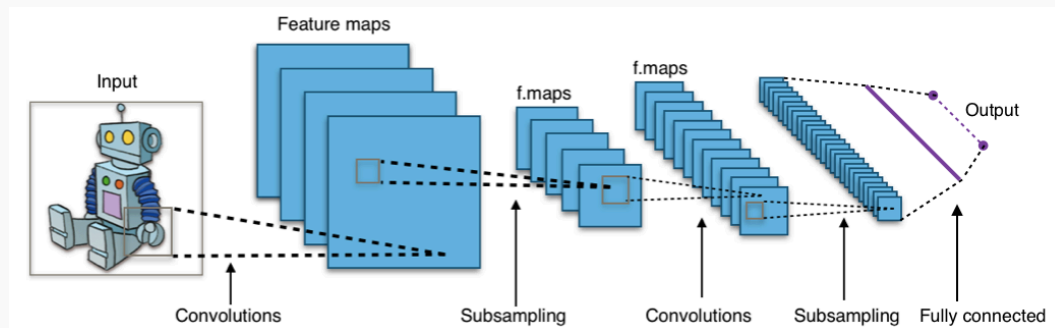 Feature maps
Input
f.maps
f.maps
Output
Convolutions
Subsampling
Convolutions
Subsampling
Fully connected